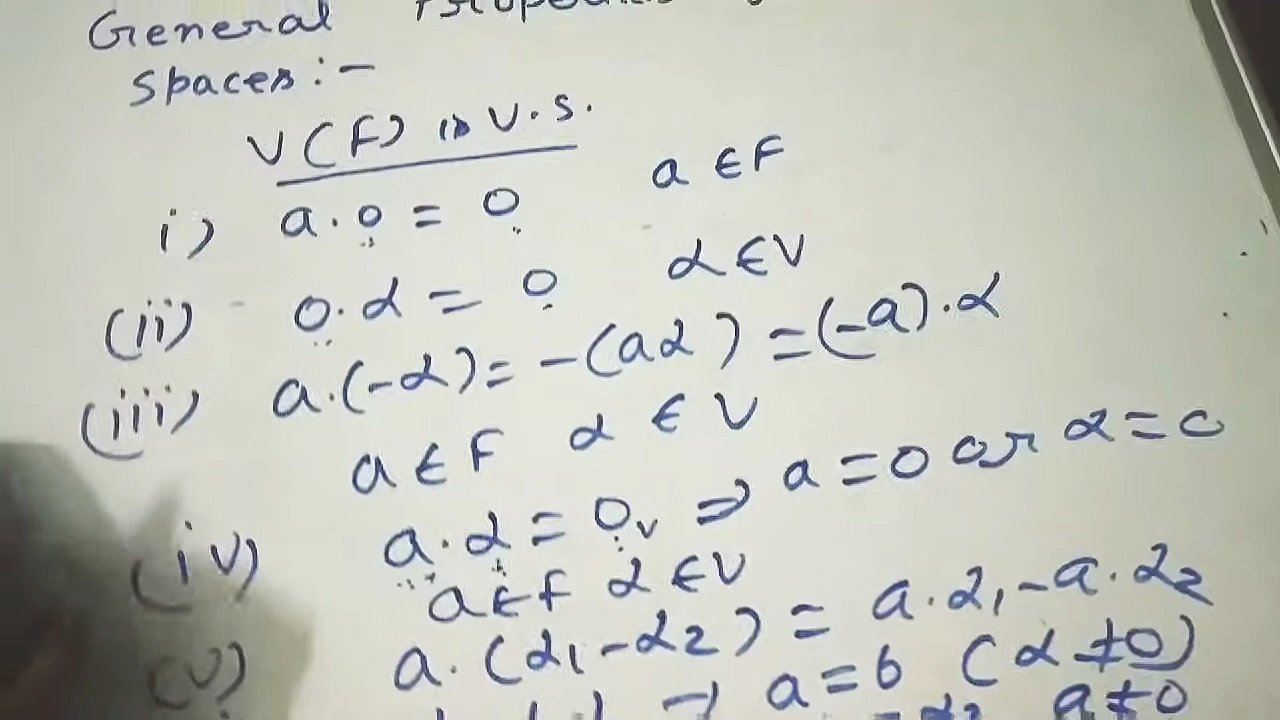 General
spaces:-
V(F) is V.S.
i) a.0 = 0 a ∈ F
(ii) 0.α = 0 α ∈ V
(iii) a.(-α) = -(aα) = (-a).α
a ∈ F α ∈ V
(iv) a.α = 0ᵥ ⇒ a = 0 or α = 0
a ∈ F α ∈ V
(v) a.(α₁-α₂) = a.α₁-a.α₂
a = b (α ≠ 0)
a ≠ 0